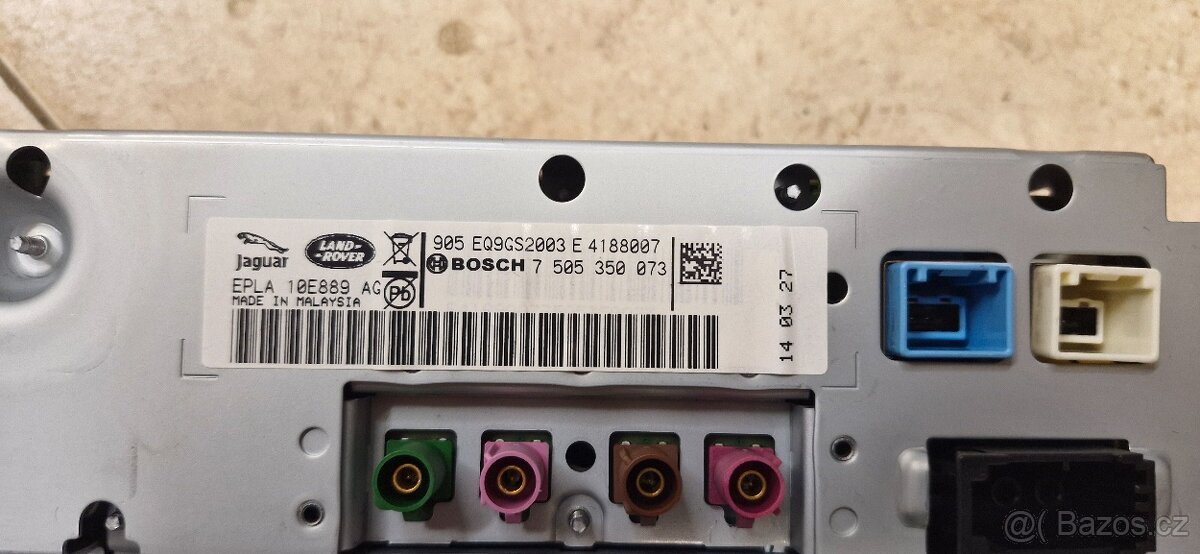 Jaguar
LAND-
-ROVER
905 EQ9GS2003 E 4188007
BOSCH 7 505 350 073
EPLA 10E889 AG
Pb
MADE IN MALAYSIA
14 03 27
@( Bazos.cz